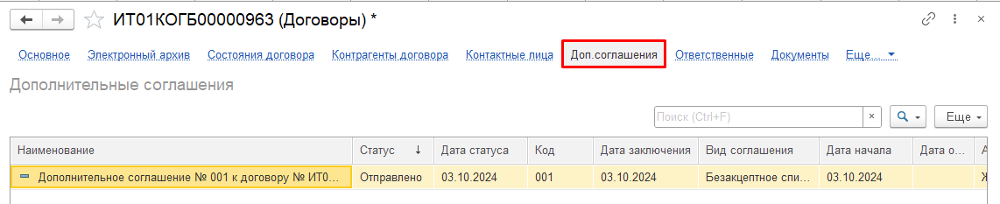 ИТ01КОГБ00000963 (Договоры) *
Основное Электронный архив Состояния договора Контрагенты договора Контактные лица Доп.соглашения Ответственные Документы Еще...
Дополнительные соглашения
Поиск (Ctrl+F) × Еще
Наименование Статус ↓ Дата статуса Код Дата заключения Вид соглашения Дата начала Дата о...
Дополнительное соглашение № 001 к договору № ИТ0... Отправлено 03.10.2024 001 03.10.2024 Безакцептное спи... 03.10.2024